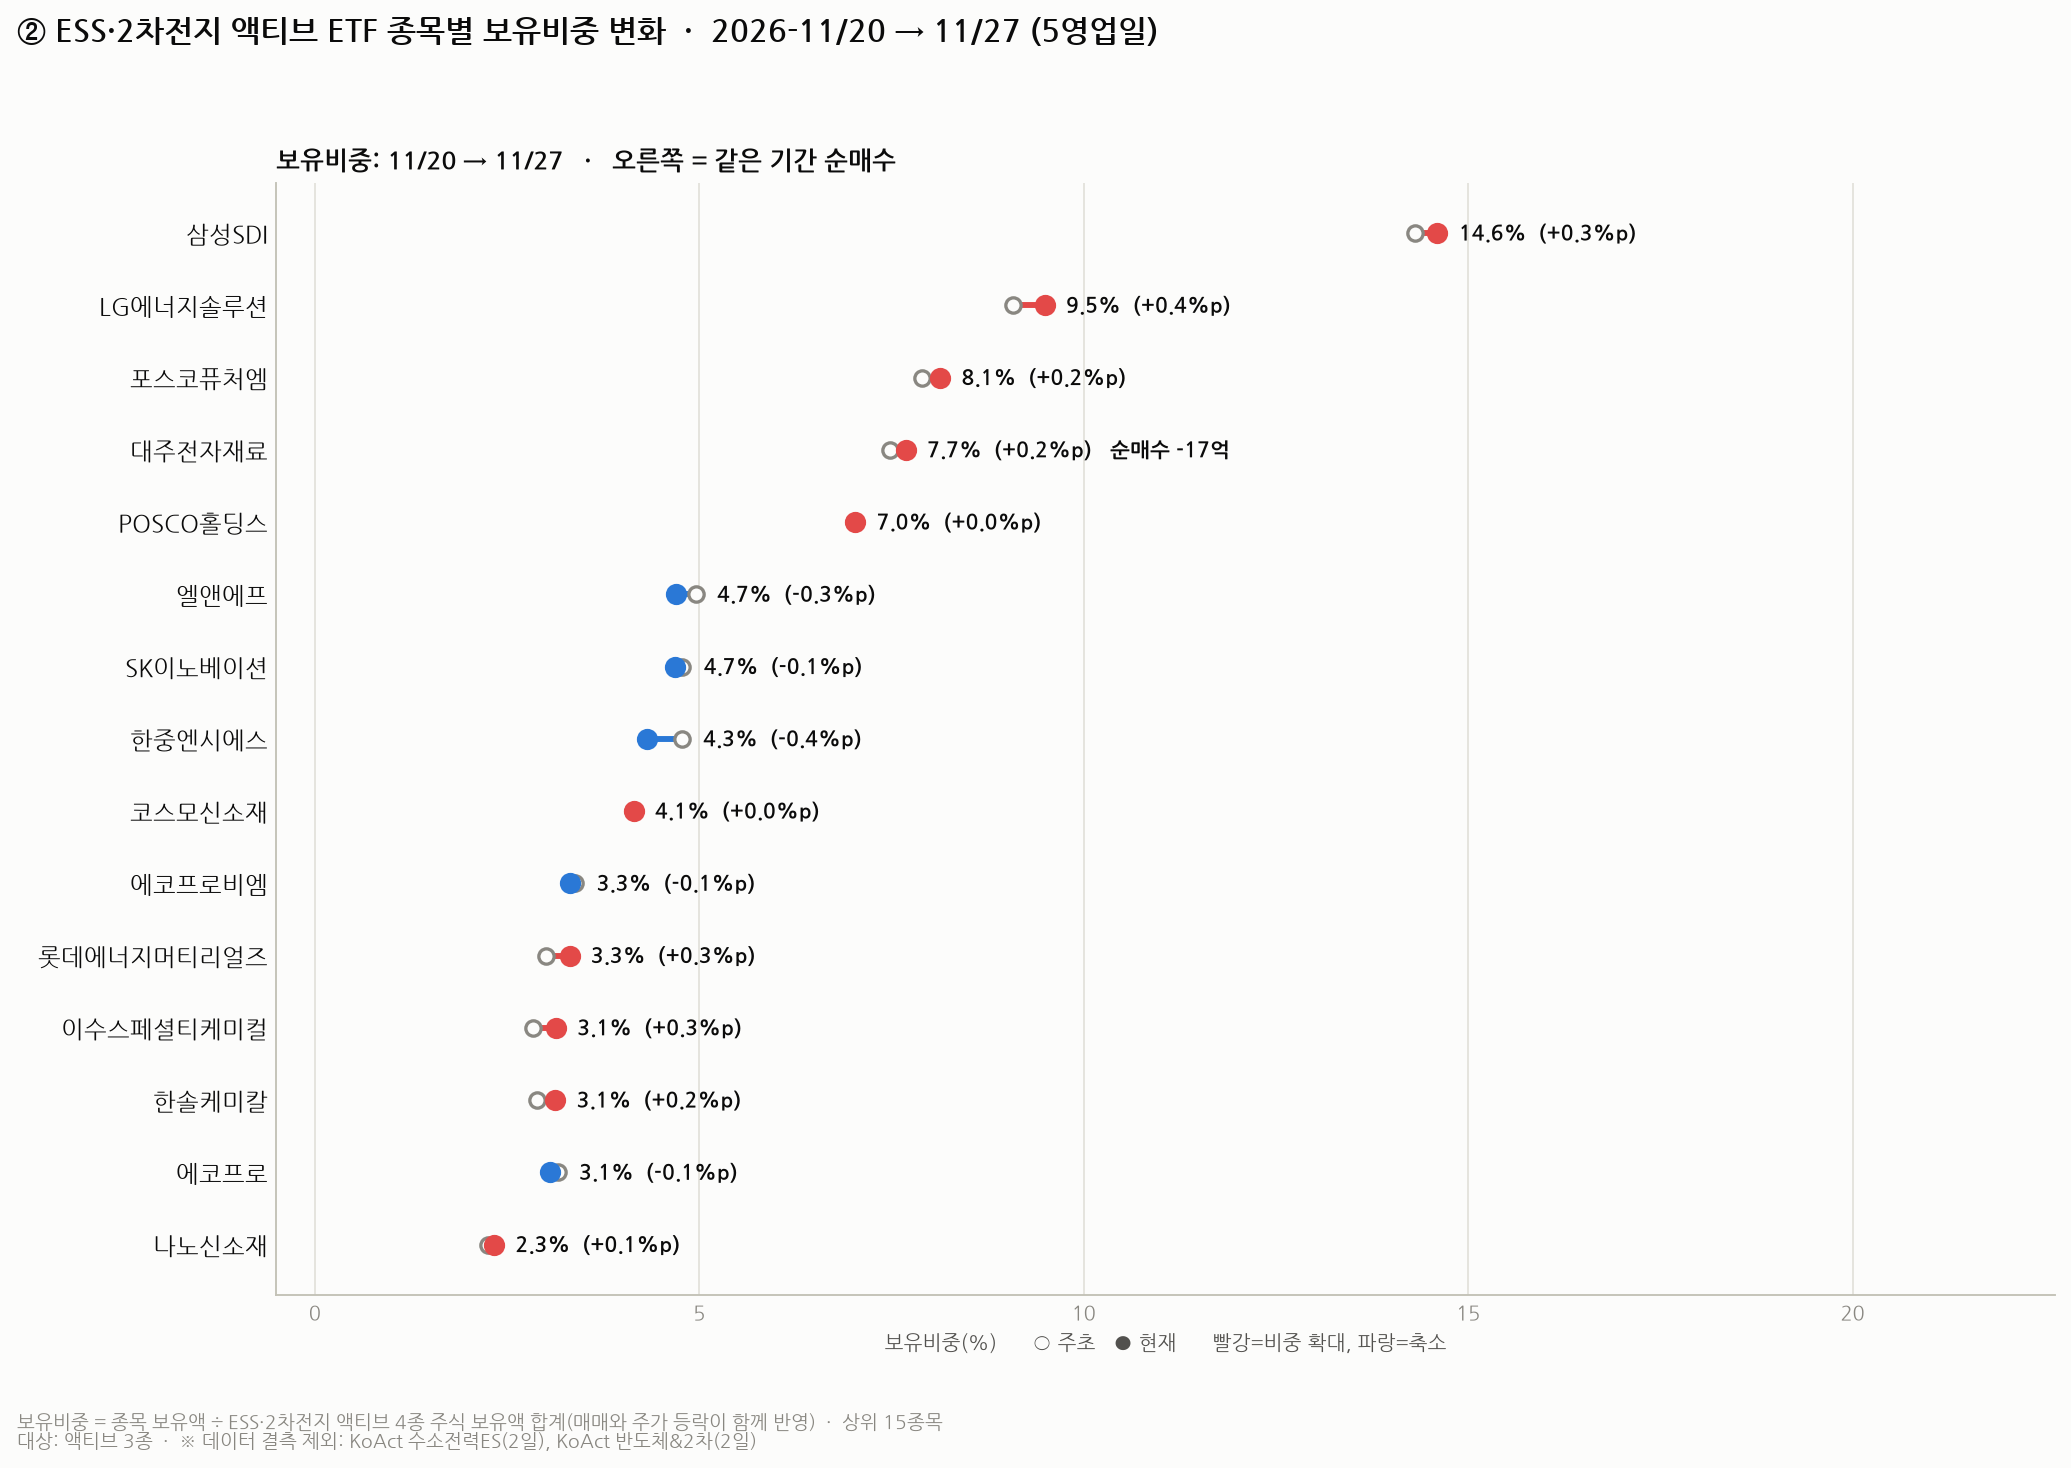 ② ESS·2차전지 액티브 ETF 종목별 보유비중 변화 · 2026-11/20 → 11/27 (5영업일)
보유비중: 11/20 → 11/27 · 오른쪽 = 같은 기간 순매수
삼성SDI 14.6% (+0.3%p)
LG에너지솔루션 9.5% (+0.4%p)
포스코퓨처엠 8.1% (+0.2%p)
대주전자재료 7.7% (+0.2%p) 순매수 -17억
POSCO홀딩스 7.0% (+0.0%p)
엘앤에프 4.7% (-0.3%p)
SK이노베이션 4.7% (-0.1%p)
한중엔시에스 4.3% (-0.4%p)
코스모신소재 4.1% (+0.0%p)
에코프로비엠 3.3% (-0.1%p)
롯데에너지머티리얼즈 3.3% (+0.3%p)
이수스페셜티케미컬 3.1% (+0.3%p)
한솔케미칼 3.1% (+0.2%p)
에코프로 3.1% (-0.1%p)
나노신소재 2.3% (+0.1%p)
0 5 10 15 20
보유비중(%) ○ 주초 ● 현재 빨강=비중 확대, 파랑=축소
보유비중 = 종목 보유액 ÷ ESS·2차전지 액티브 4종 주식 보유액 합계(매매와 주가 등락이 함께 반영) · 상위 15종목
대상: 액티브 3종 · ※ 데이터 결측 제외: KoAct 수소전력ES(2일), KoAct 반도체&2차(2일)